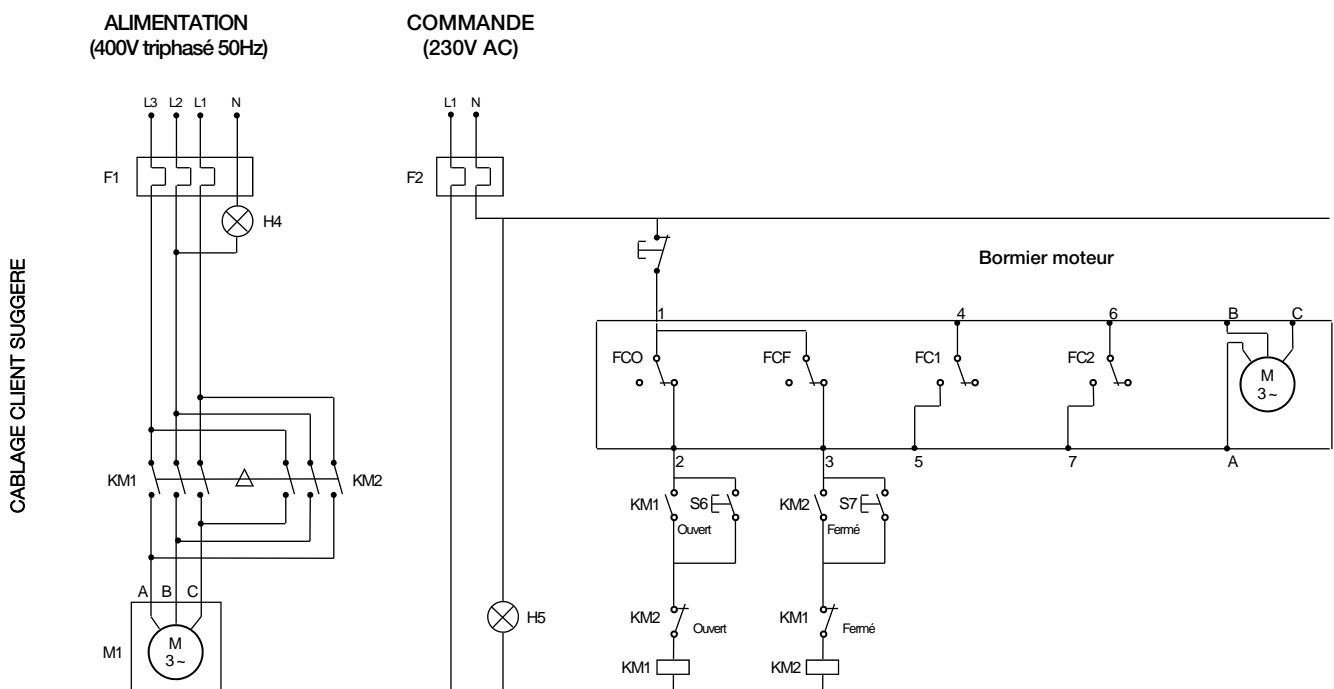 ALIMENTATION
(400V triphasé 50Hz)
COMMANDE
(230V AC)
L3 L2 L1 N
L1 N
F1
F2
H4
CABLAGE CLIENT SUGGERE
Bormier moteur
1 4 6 B C
FCO FCF FC1 FC2
M
3~
KM1 KM2
2 3 5 7 A
KM1 S6 KM2 S7
Ouvert Fermé
A B C
H5
KM2 Ouvert KM1 Fermé
M1
M
3~
KM1 KM2